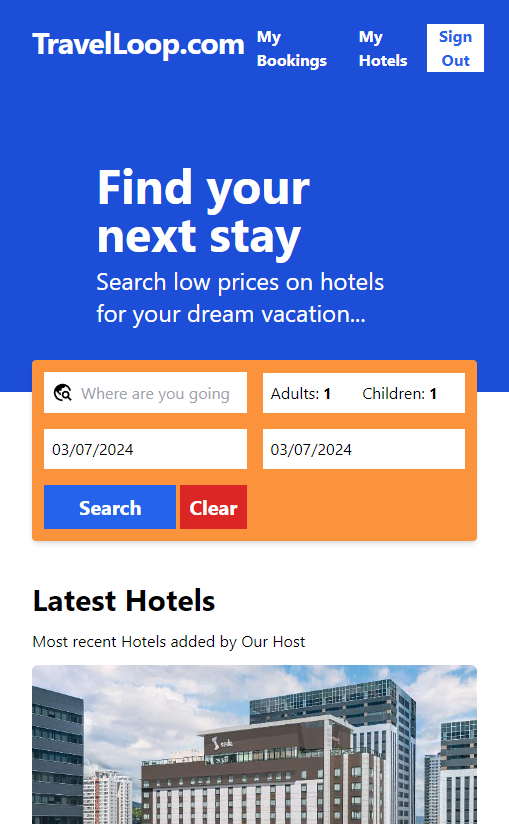 TravelLoop.com
My Bookings
My Hotels
Sign Out
Find your
next stay
Search low prices on hotels
for your dream vacation...
Where are you going
Adults: 1 Children: 1
03/07/2024
03/07/2024
Search
Clear
Latest Hotels
Most recent Hotels added by Our Host
seda